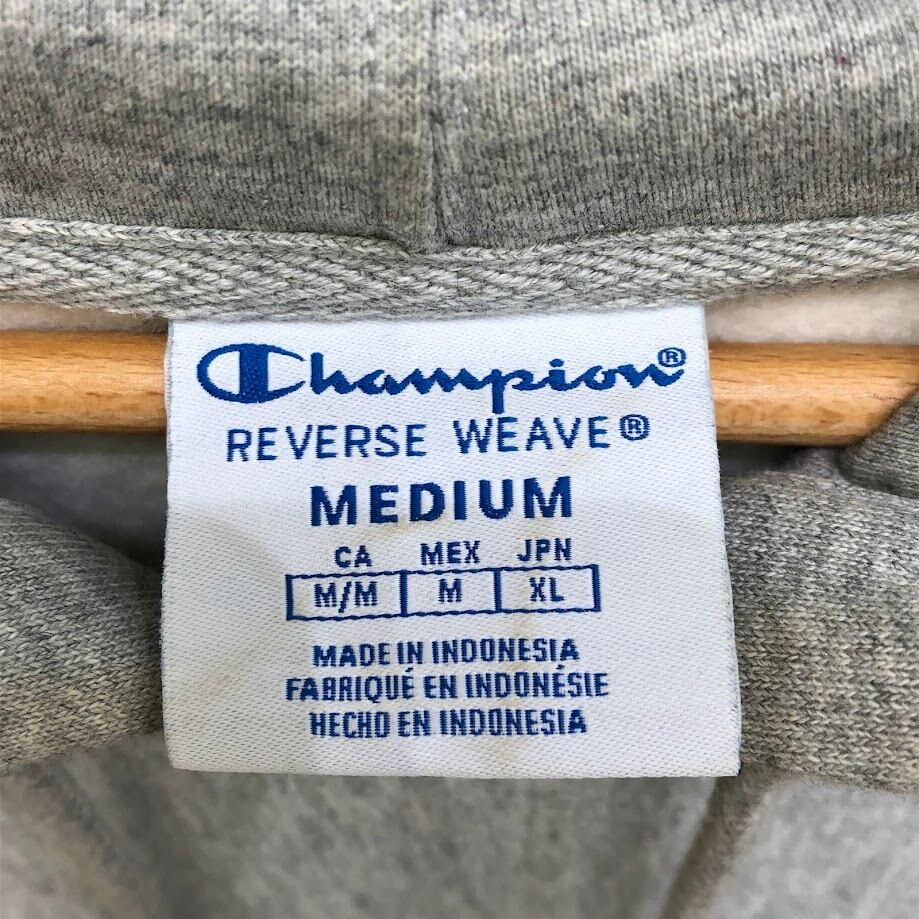 Champion®
REVERSE WEAVE®
MEDIUM
CA MEX JPN
M/M M XL
MADE IN INDONESIA
FABRIQUÉ EN INDONÉSIE
HECHO EN INDONESIA